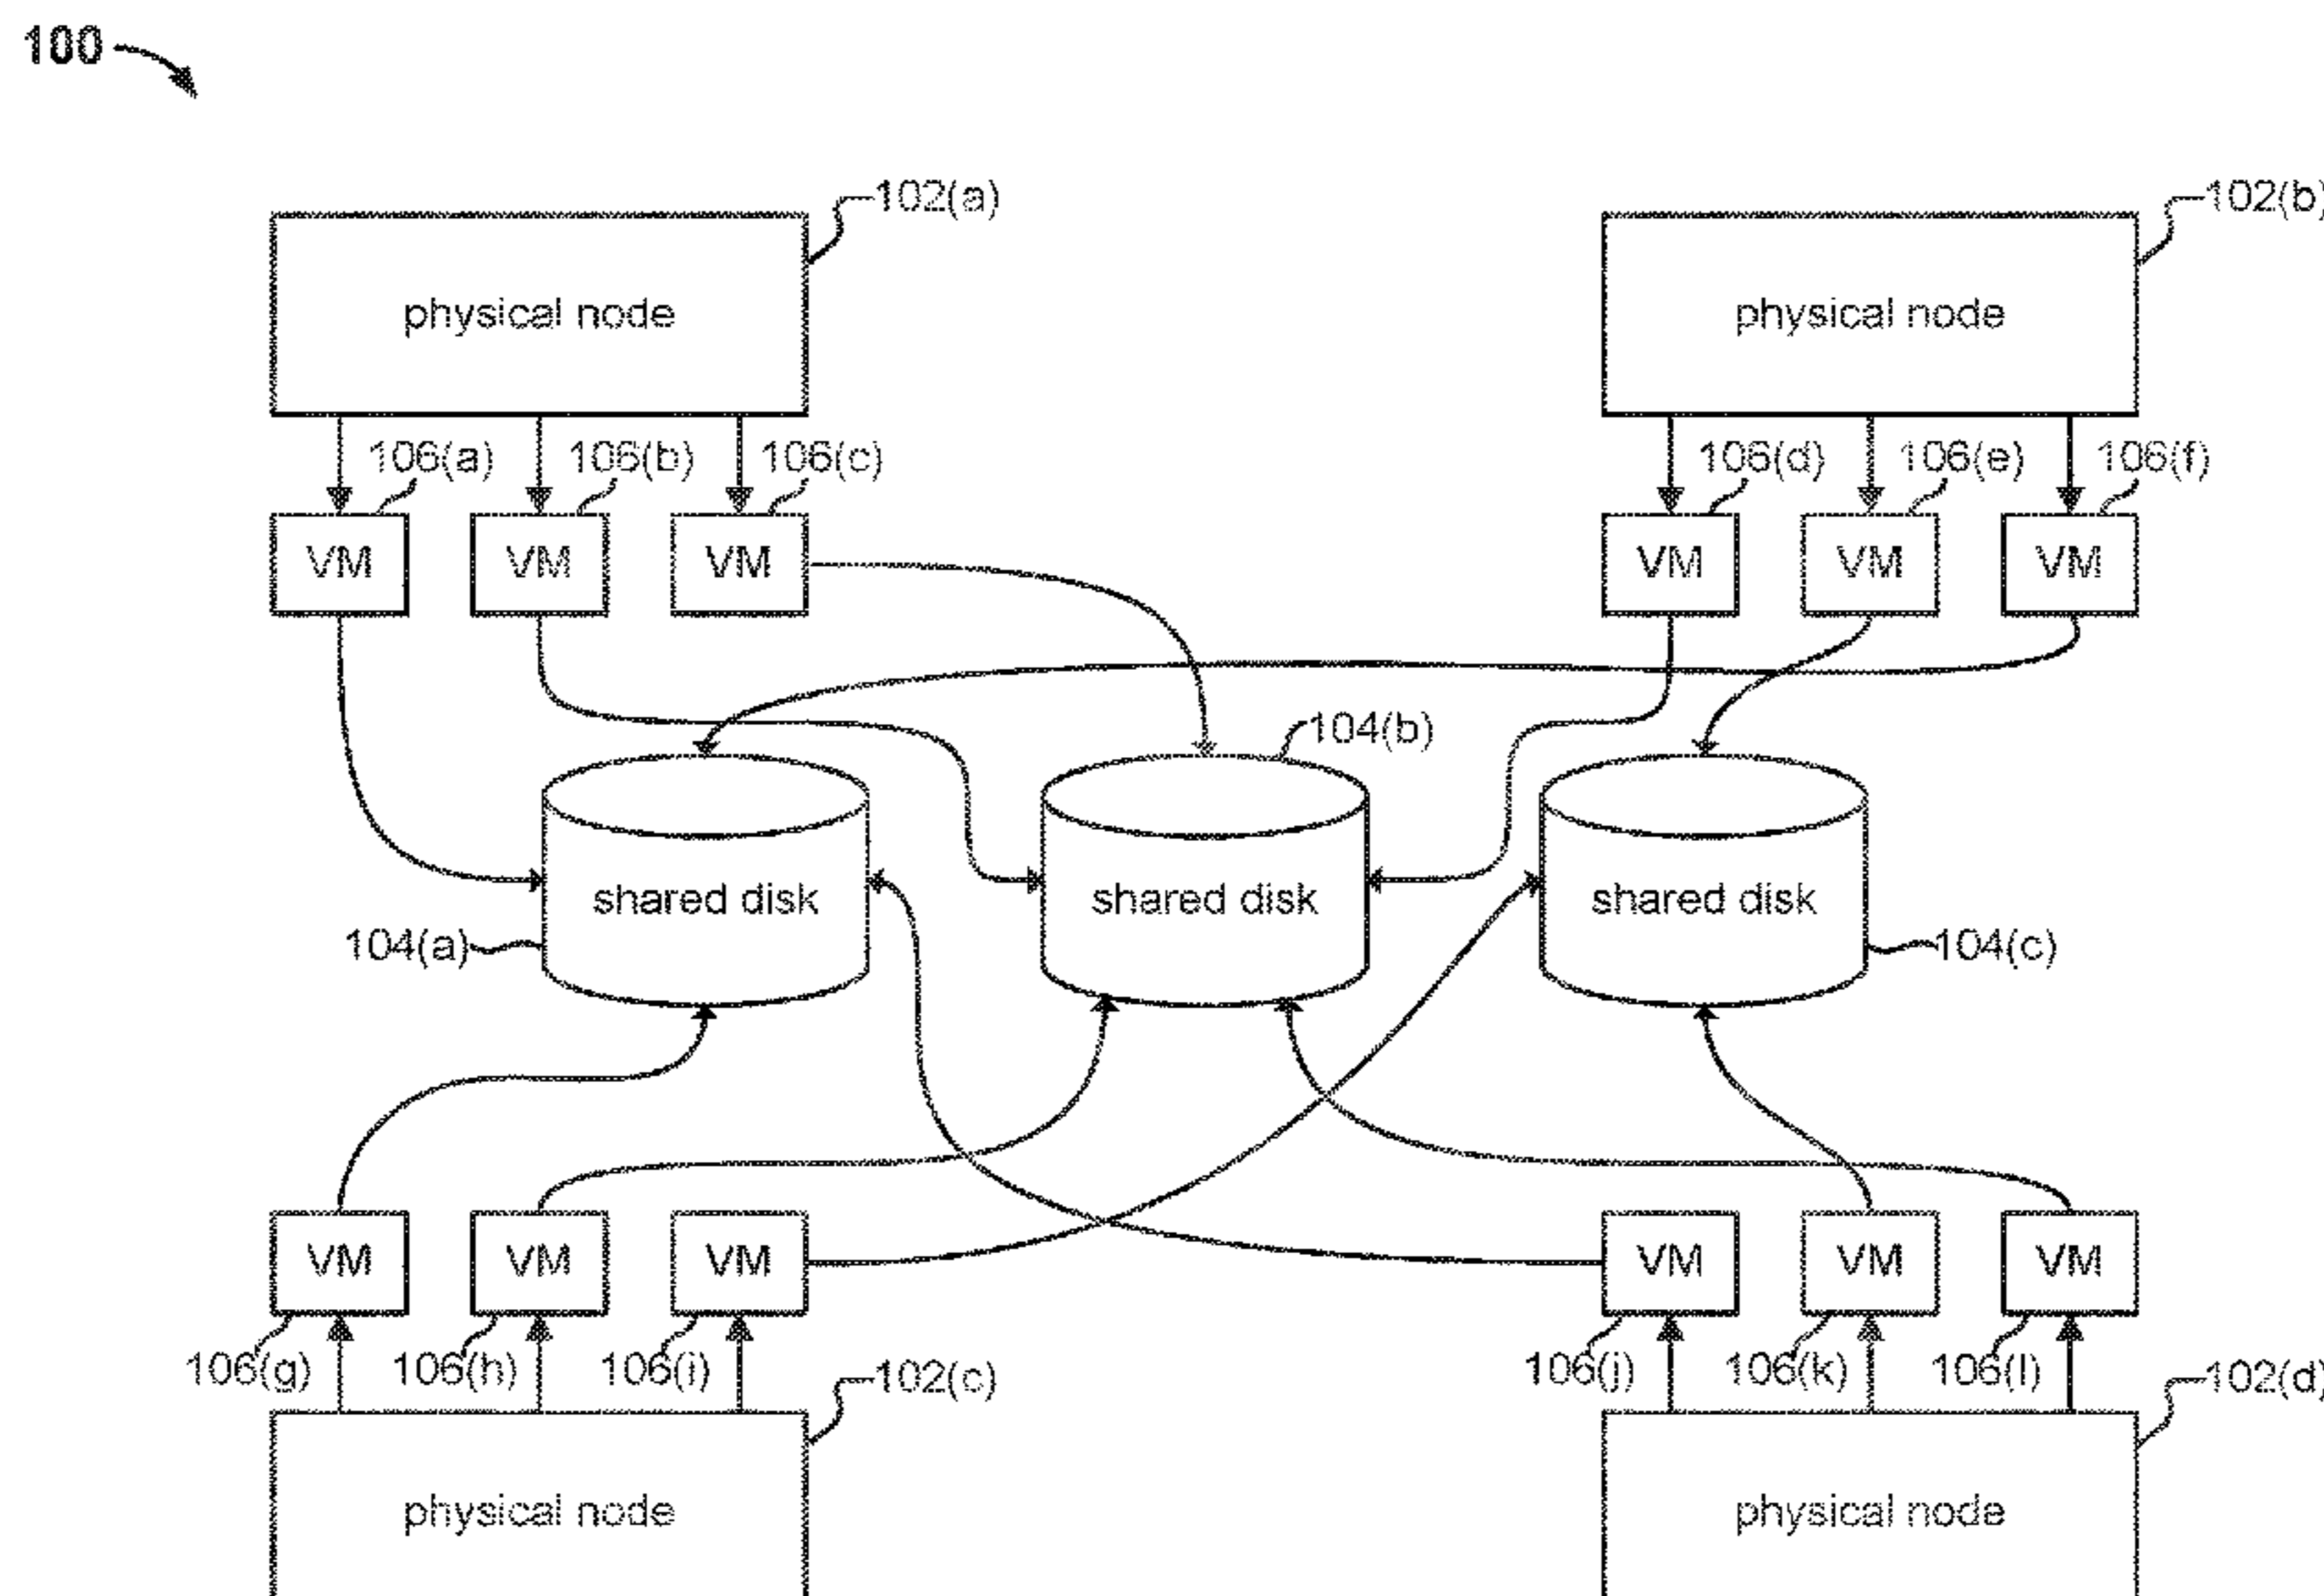 100
102(a)
102(b)
physical node
physical node
106(a)
106(b)
106(c)
106(d)
106(e)
106(f)
VM
VM
VM
VM
VM
VM
104(b)
shared disk
shared disk
shared disk
104(a)
104(c)
VM
VM
VM
VM
VM
VM
106(g)
106(h)
106(i)
102(c)
106(j)
106(k)
106(l)
102(d)
physical node
physical node